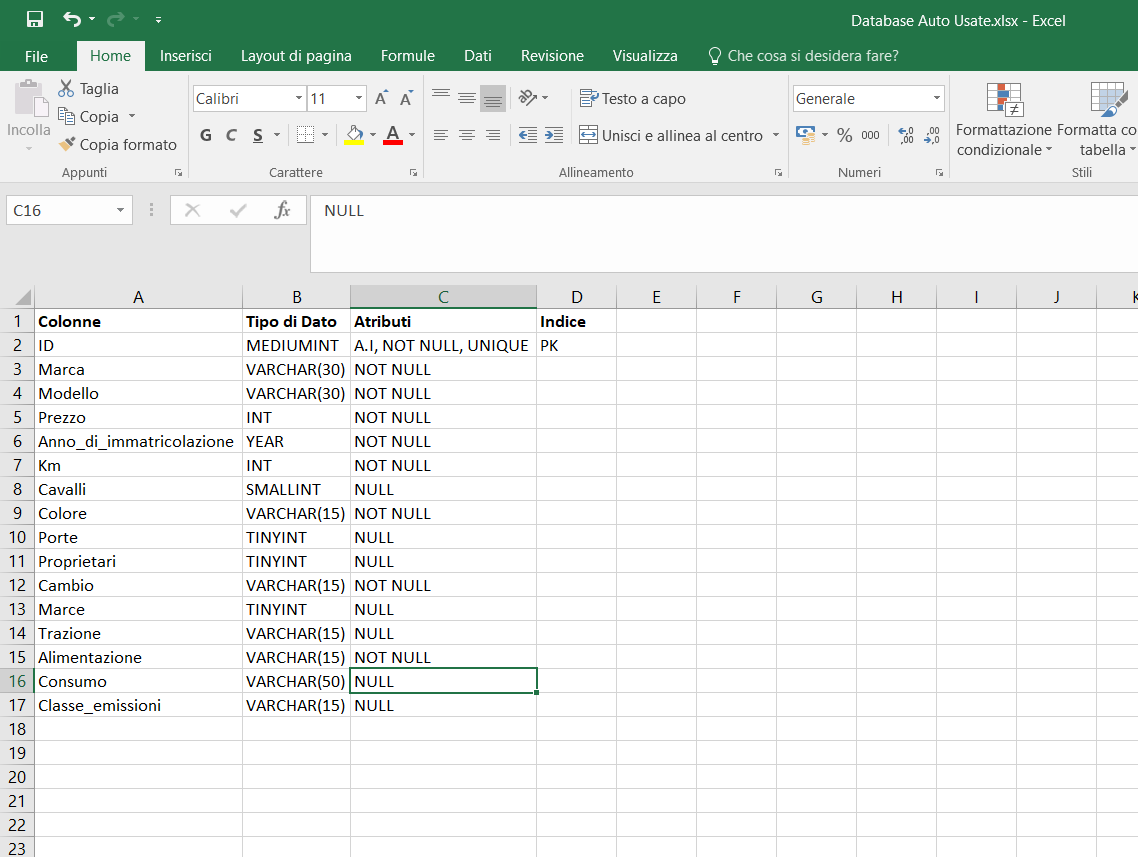 Database Auto Usate.xlsx - Excel
File Home Inserisci Layout di pagina Formule Dati Revisione Visualizza Che cosa si desidera fare?
Incolla
Taglia
Copia
Copia formato
Appunti
Calibri 11
G C S A
Carattere
Testo a capo
Unisci e allinea al centro
Allineamento
Generale
% 000
Numeri
Formattazione
condizionale
Formatta co
tabella
Stili
C16 fx NULL
A B C D E F G H I J K
1 Colonne Tipo di Dato Atributi Indice
2 ID MEDIUMINT A.I, NOT NULL, UNIQUE PK
3 Marca VARCHAR(30) NOT NULL
4 Modello VARCHAR(30) NOT NULL
5 Prezzo INT NOT NULL
6 Anno_di_immatricolazione YEAR NOT NULL
7 Km INT NOT NULL
8 Cavalli SMALLINT NULL
9 Colore VARCHAR(15) NOT NULL
10 Porte TINYINT NULL
11 Proprietari TINYINT NULL
12 Cambio VARCHAR(15) NOT NULL
13 Marce TINYINT NULL
14 Trazione VARCHAR(15) NULL
15 Alimentazione VARCHAR(15) NOT NULL
16 Consumo VARCHAR(50) NULL
17 Classe_emissioni VARCHAR(15) NULL
18
19
20
21
22
23